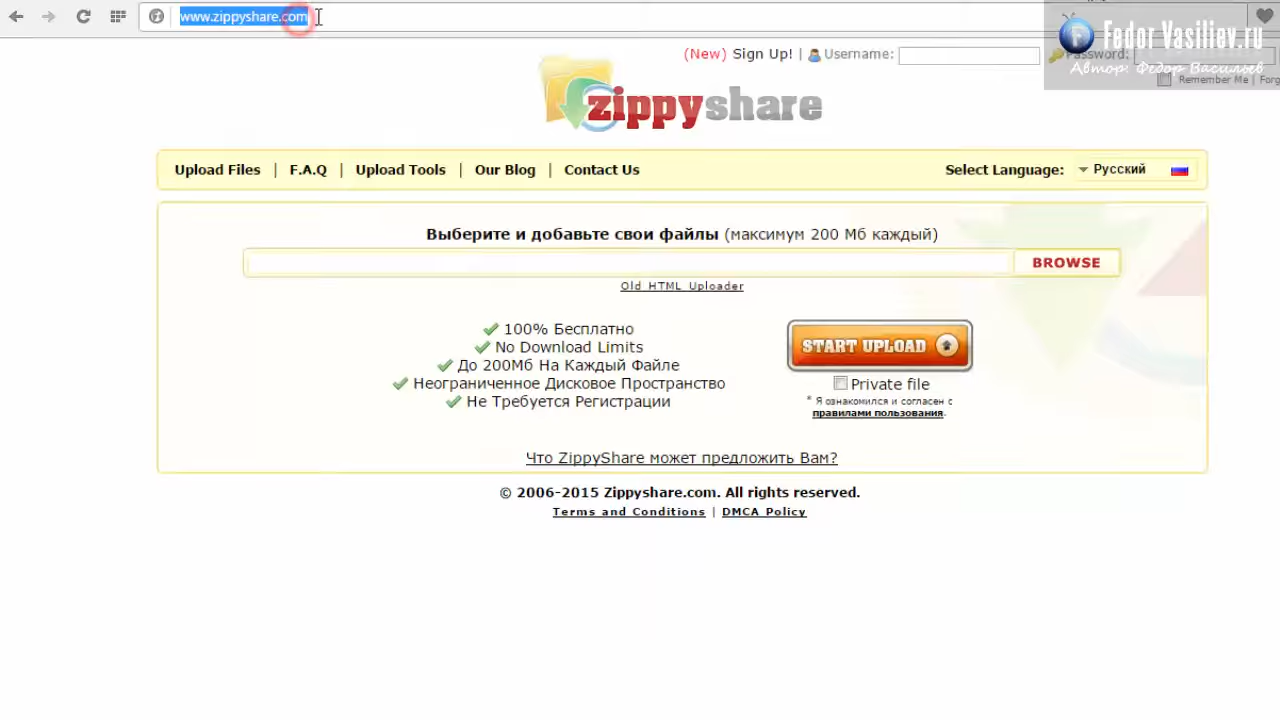 www.zippyshare.com
Fedor Vasiliev.ru
Автор: Федор Васильев
(New) Sign Up! | Username: Password:
Remember Me | Forg
zippyshare
Upload Files | F.A.Q | Upload Tools | Our Blog | Contact Us
Select Language: Русский
Выберите и добавьте свои файлы (максимум 200 Мб каждый)
BROWSE
Old HTML Uploader
100% Бесплатно
No Download Limits
До 200Мб На Каждый Файле
Неограниченное Дисковое Пространство
Не Требуется Регистрации
START UPLOAD
Private file
* Я ознакомился и согласен с
правилами пользования.
Что ZippyShare может предложить Вам?
© 2006-2015 Zippyshare.com. All rights reserved.
Terms and Conditions | DMCA Policy